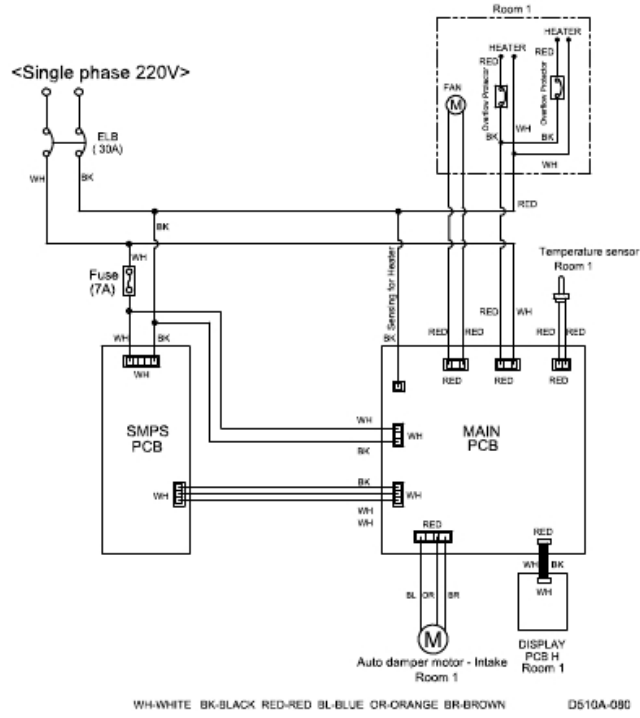 Room 1
HEATER
RED
HEATER
RED
<Single phase 220V>
FAN
M
Overflow Protector
Overflow Protector
ELB
( 30A)
WH
BK
BK
BK
WH
WH
RED
BK
WH
Fuse
(7A)
Sensing for Heater
Temperature sensor
Room 1
RED
WH
RED
RED
RED
RED
WH
BK
BK
WH
RED
RED
RED
SMPS
PCB
MAIN
PCB
WH
WH
BK
BK
WH
WH
WH
WH
RED
RED
WH
BK
BL
OR
BR
WH
M
Auto damper motor - Intake
Room 1
DISPLAY
PCB H
Room 1
WH-WHITE BK-BLACK RED-RED BL-BLUE OR-ORANGE BR-BROWN
D510A-080